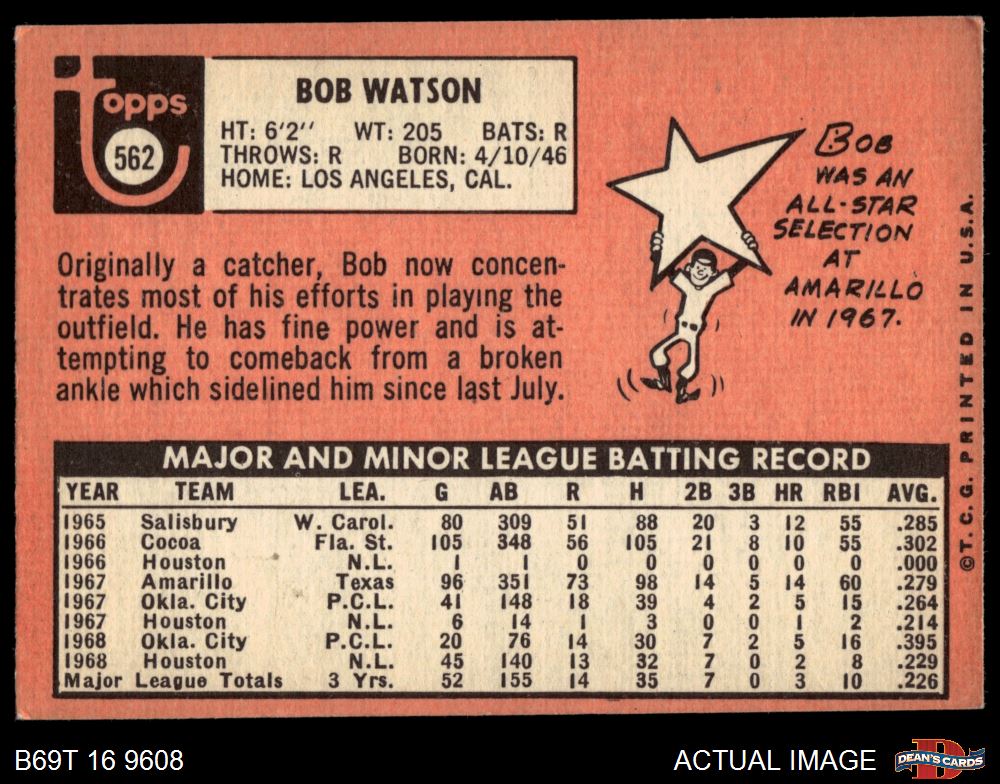 Topps
562
BOB WATSON
HT: 6'2'' WT: 205 BATS: R
THROWS: R BORN: 4/10/46
HOME: LOS ANGELES, CAL.
Originally a catcher, Bob now concen-
trates most of his efforts in playing the
outfield. He has fine power and is at-
tempting to comeback from a broken
ankle which sidelined him since last July.
BOB
WAS AN
ALL-STAR
SELECTION
AT
AMARILLO
IN 1967.
MAJOR AND MINOR LEAGUE BATTING RECORD
YEAR TEAM LEA. G AB R H 2B 3B HR RBI AVG.
1965 Salisbury W. Carol. 80 309 51 88 20 3 12 55 .285
1966 Cocoa Fla. St. 105 348 56 105 21 8 10 55 .302
1966 Houston N.L. 1 1 0 0 0 0 0 0 .000
1967 Amarillo Texas 96 351 73 98 14 5 14 60 .279
1967 Okla. City P.C.L. 41 148 18 39 4 2 5 15 .264
1967 Houston N.L. 6 14 1 3 0 0 1 2 .214
1968 Okla. City P.C.L. 20 76 14 30 7 2 5 16 .395
1968 Houston N.L. 45 140 13 32 7 0 2 8 .229
Major League Totals 3 Yrs. 52 155 14 35 7 0 3 10 .226
©T. C. G. PRINTED IN U.S.A.
B69T 16 9608
ACTUAL IMAGE
D
DEAN'S CARDS